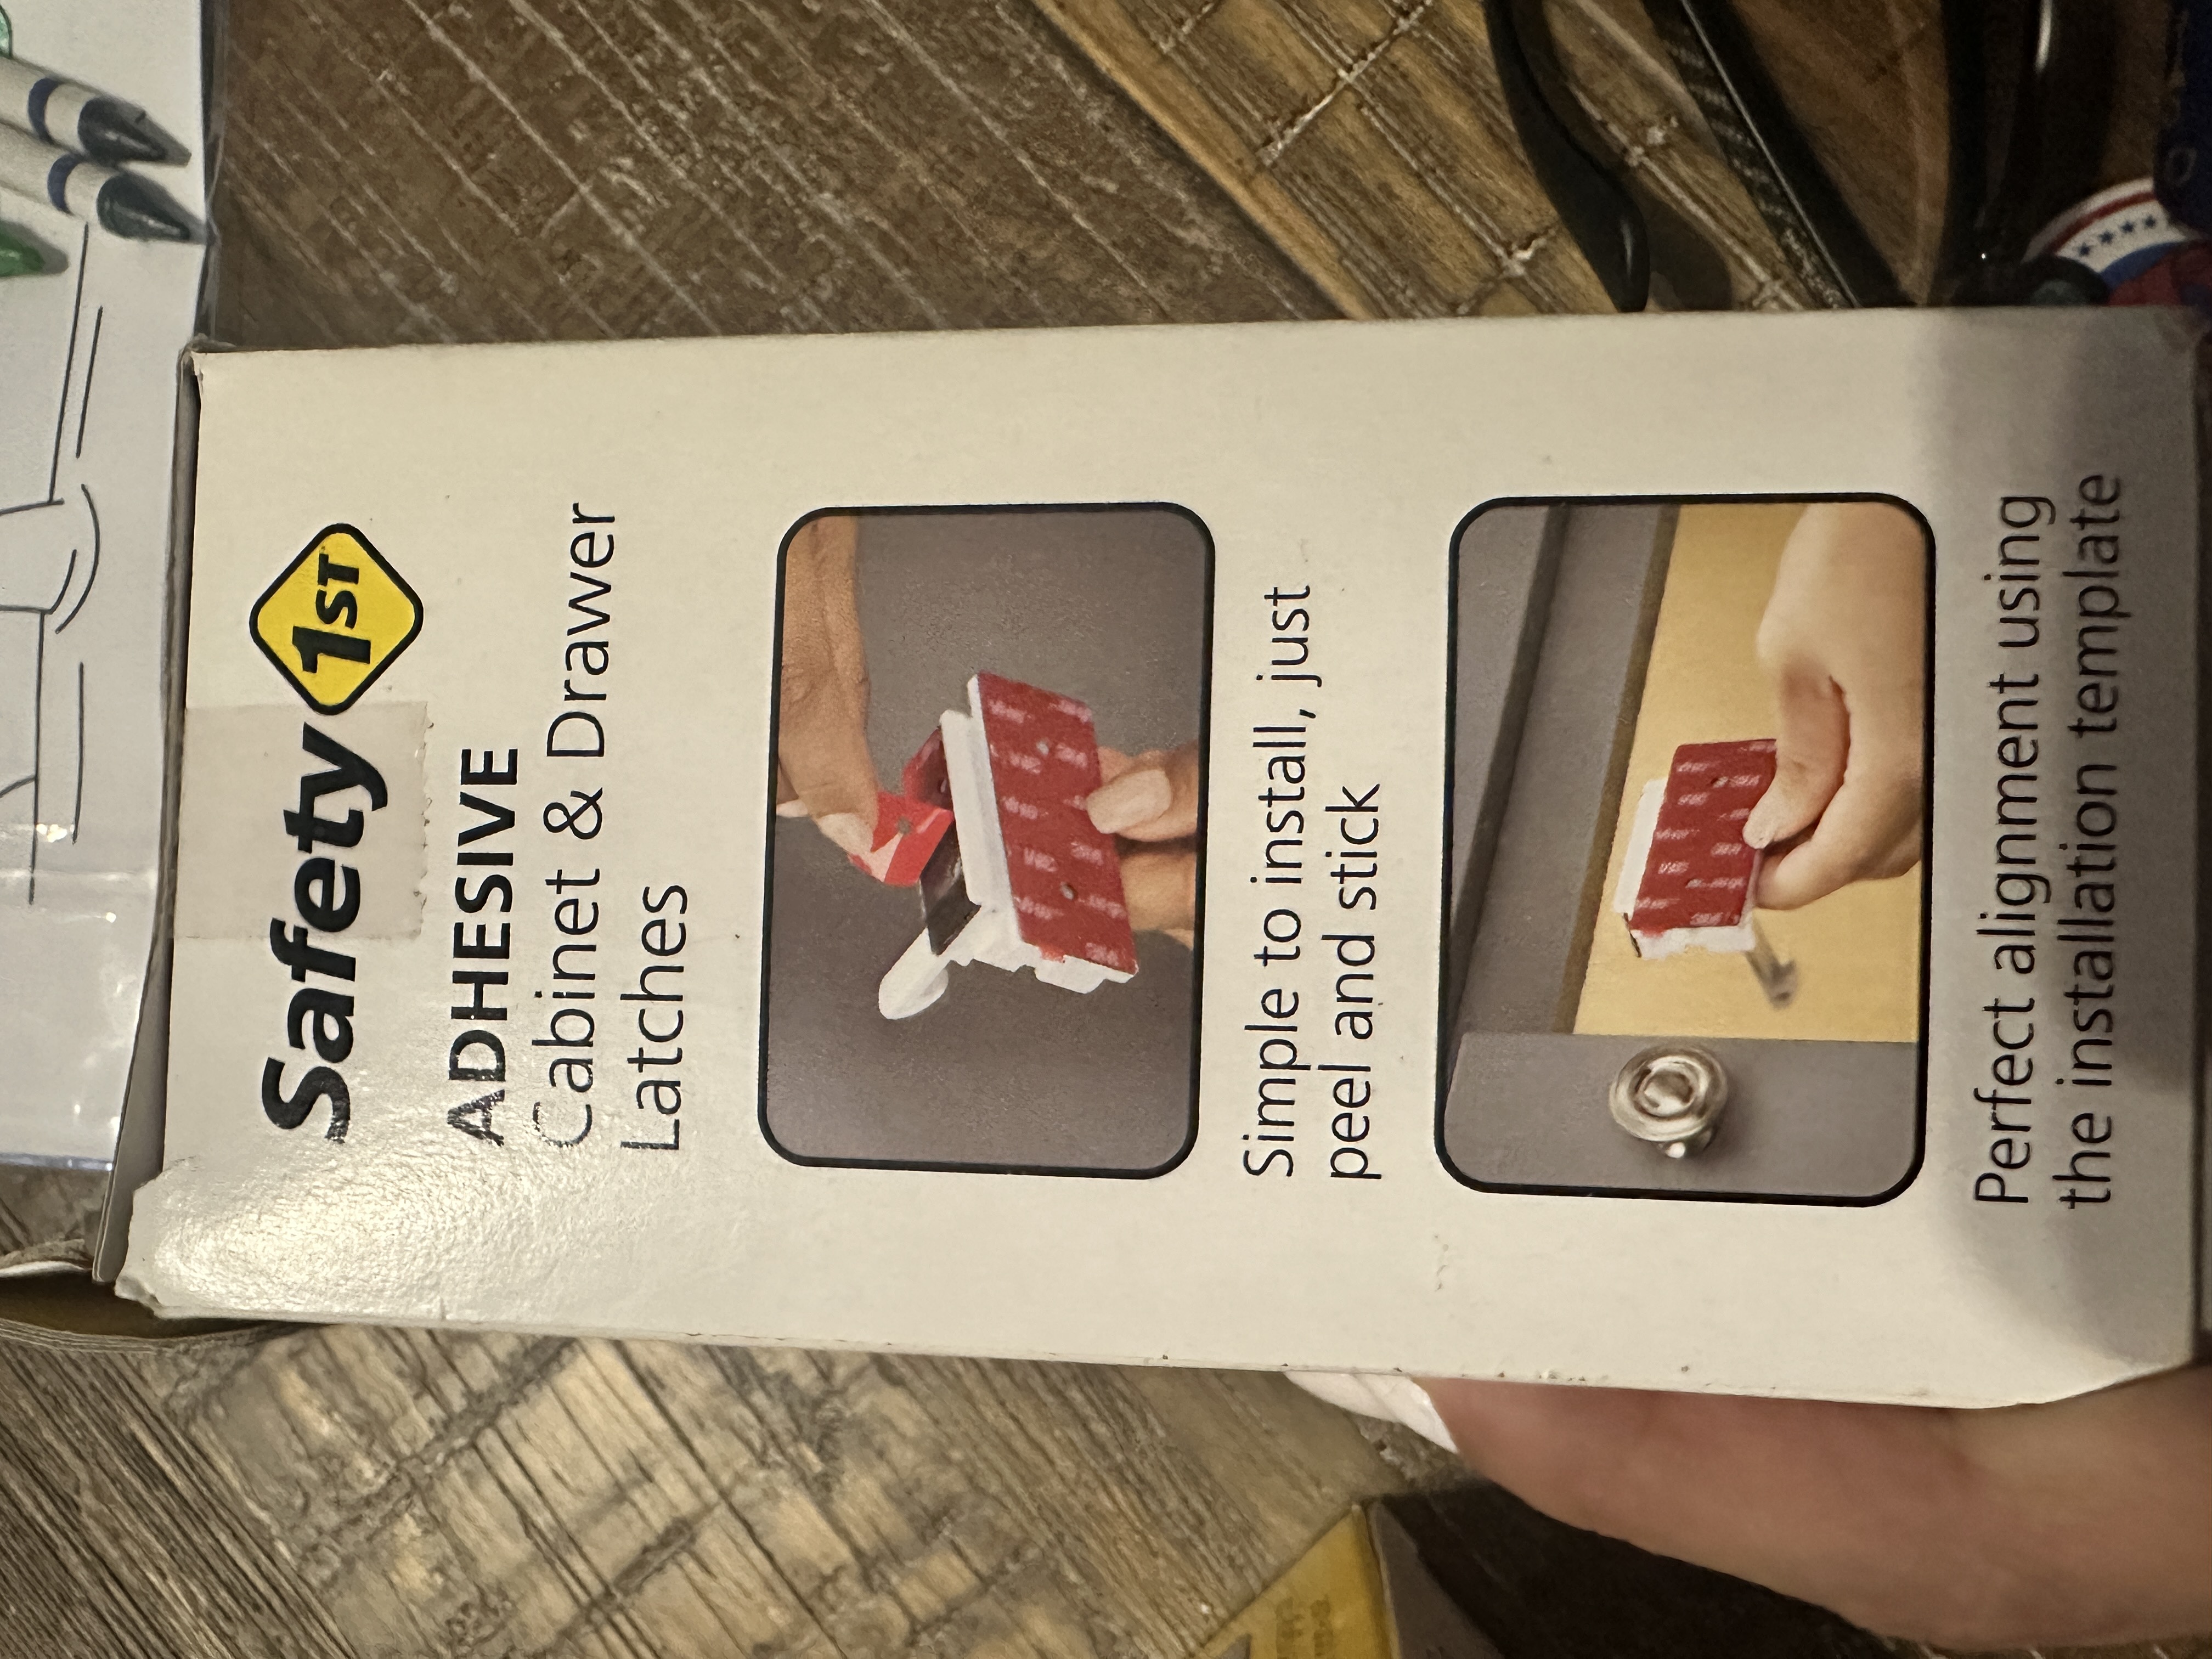 Safety 1ST
ADHESIVE
Cabinet & Drawer
Latches
Simple to install, just
peel and stick
Perfect alignment using
the installation template